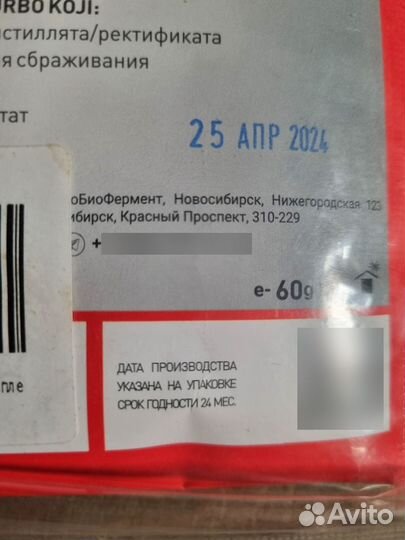 URBO KOJI:
истиллята/ректификата
я сбраживания
тат
25 АПР 2024
оБиоФермент, Новосибирск, Нижегородская 123
ибирск, Красный Проспект, 310-229
+
e- 60g
ДАТА ПРОИЗВОДСТВА
УКАЗАНА НА УПАКОВКЕ
СРОК ГОДНОСТИ 24 МЕС.
пле
Avito